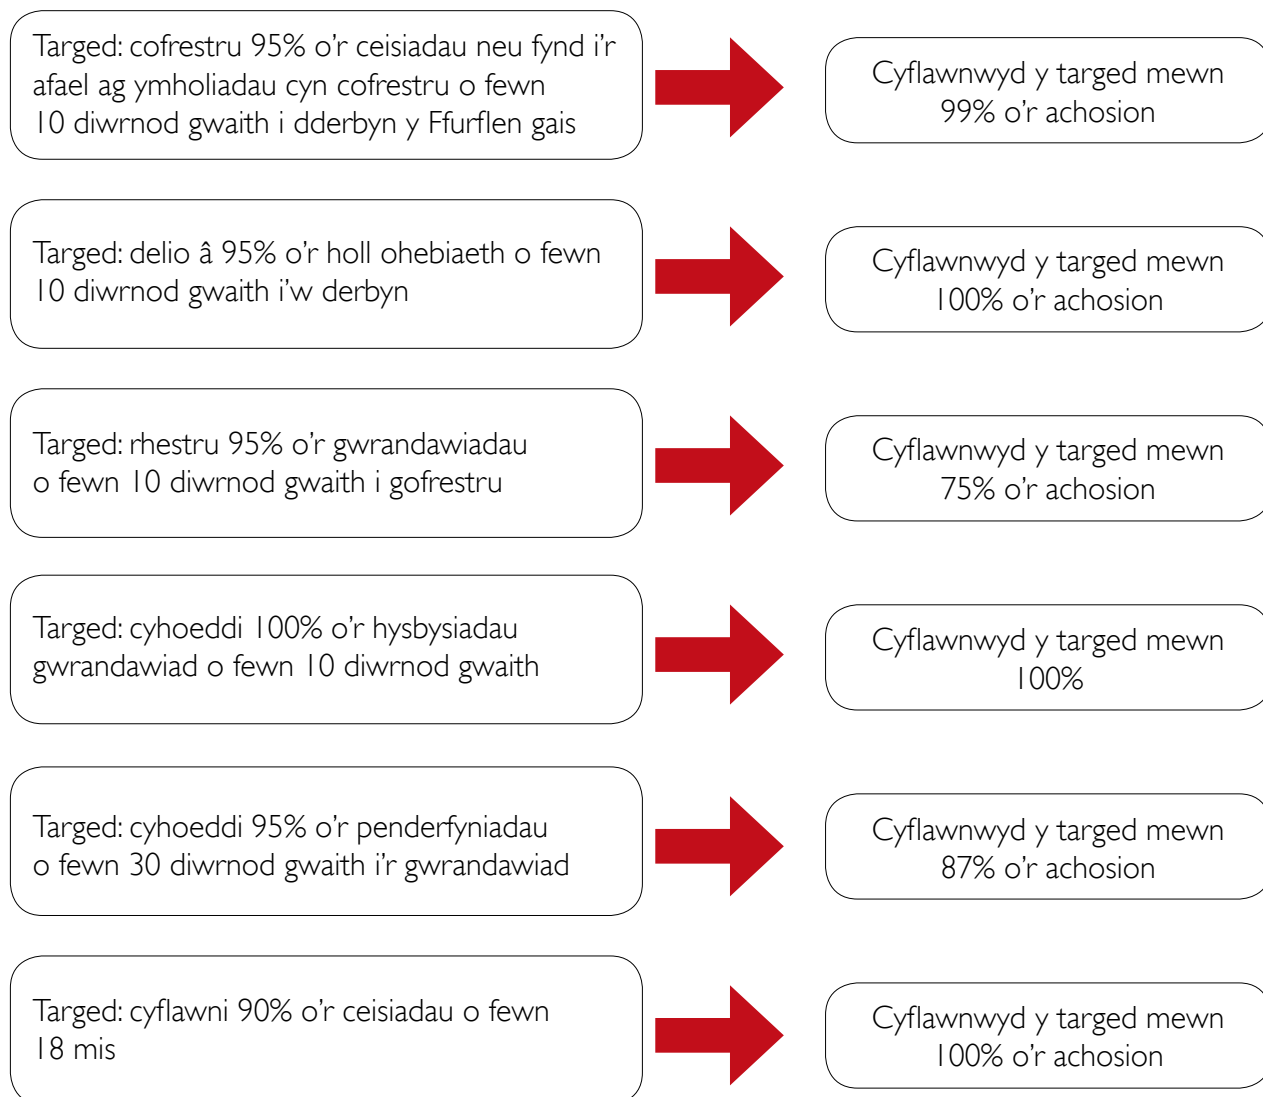 Targed: cofrestru 95% o'r ceisiadau neu fynd i'r
afael ag ymholiadau cyn cofrestru o fewn
10 diwrnod gwaith i dderbyn y Ffurflen gais
Cyflawnwyd y targed mewn
99% o'r achosion
Targed: delio â 95% o'r holl ohebiaeth o fewn
10 diwrnod gwaith i'w derbyn
Cyflawnwyd y targed mewn
100% o'r achosion
Targed: rhestru 95% o'r gwrandawiadau
o fewn 10 diwrnod gwaith i gofrestru
Cyflawnwyd y targed mewn
75% o'r achosion
Targed: cyhoeddi 100% o'r hysbysiadau
gwrandawiad o fewn 10 diwrnod gwaith
Cyflawnwyd y targed mewn
100%
Targed: cyhoeddi 95% o'r penderfyniadau
o fewn 30 diwrnod gwaith i'r gwrandawiad
Cyflawnwyd y targed mewn
87% o'r achosion
Targed: cyflawni 90% o'r ceisiadau o fewn
18 mis
Cyflawnwyd y targed mewn
100% o'r achosion